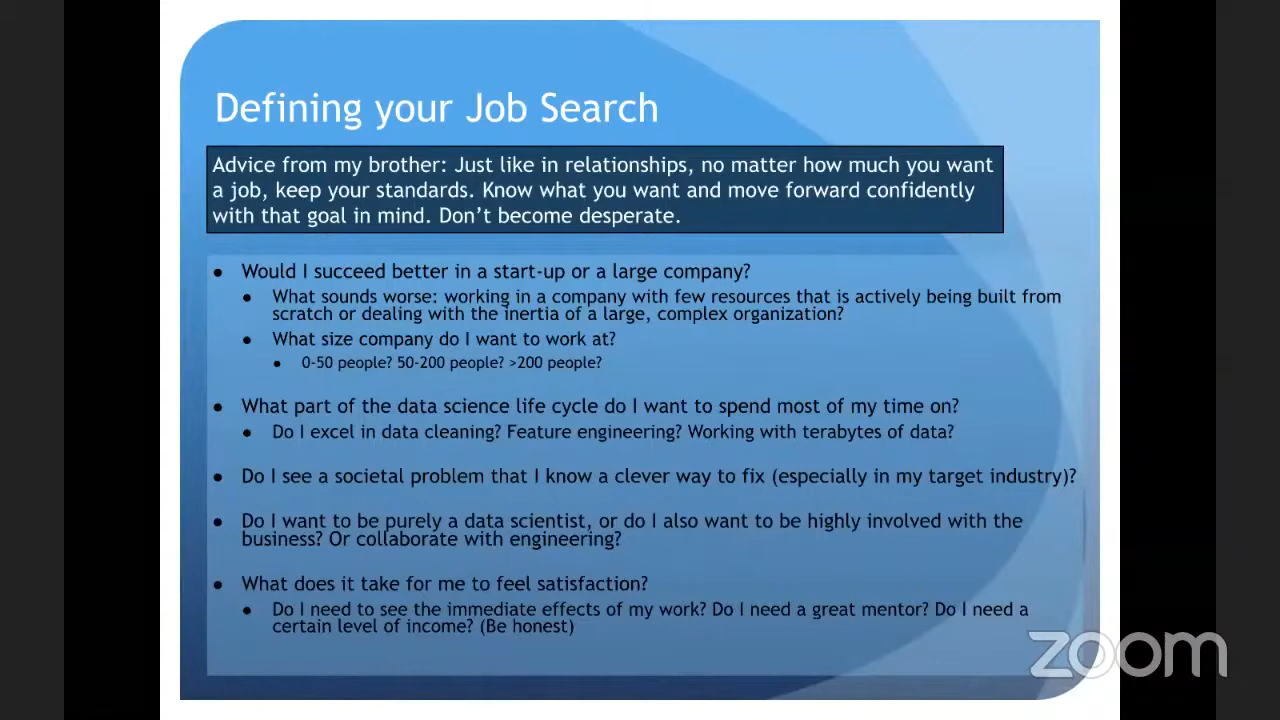 Defining your Job Search
Advice from my brother: Just like in relationships, no matter how much you want
a job, keep your standards. Know what you want and move forward confidently
with that goal in mind. Don't become desperate.
• Would I succeed better in a start-up or a large company?
• What sounds worse: working in a company with few resources that is actively being built from
scratch or dealing with the inertia of a large, complex organization?
• What size company do I want to work at?
• 0-50 people? 50-200 people? >200 people?
• What part of the data science life cycle do I want to spend most of my time on?
• Do I excel in data cleaning? Feature engineering? Working with terabytes of data?
• Do I see a societal problem that I know a clever way to fix (especially in my target industry)?
• Do I want to be purely a data scientist, or do I also want to be highly involved with the
business? Or collaborate with engineering?
• What does it take for me to feel satisfaction?
• Do I need to see the immediate effects of my work? Do I need a great mentor? Do I need a
certain level of income? (Be honest)
zoom